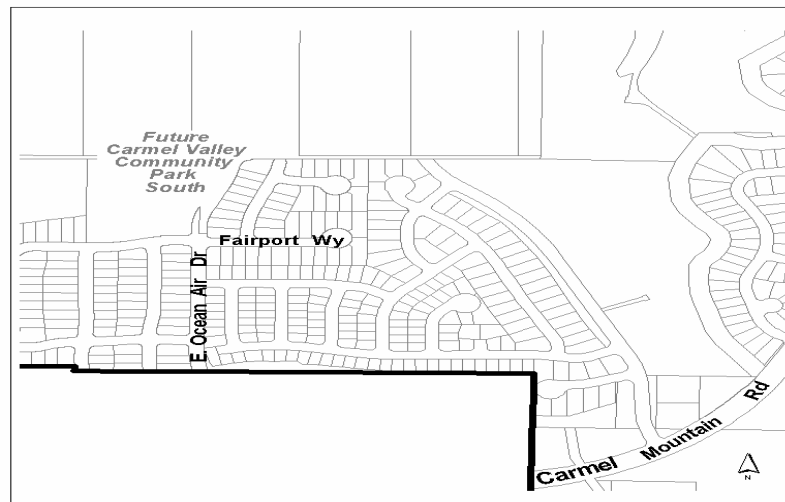 Future
Carmel Valley
Community
Park
South
Fairport Wy
E. Ocean Air Dr
Carmel Mountain Rd
N